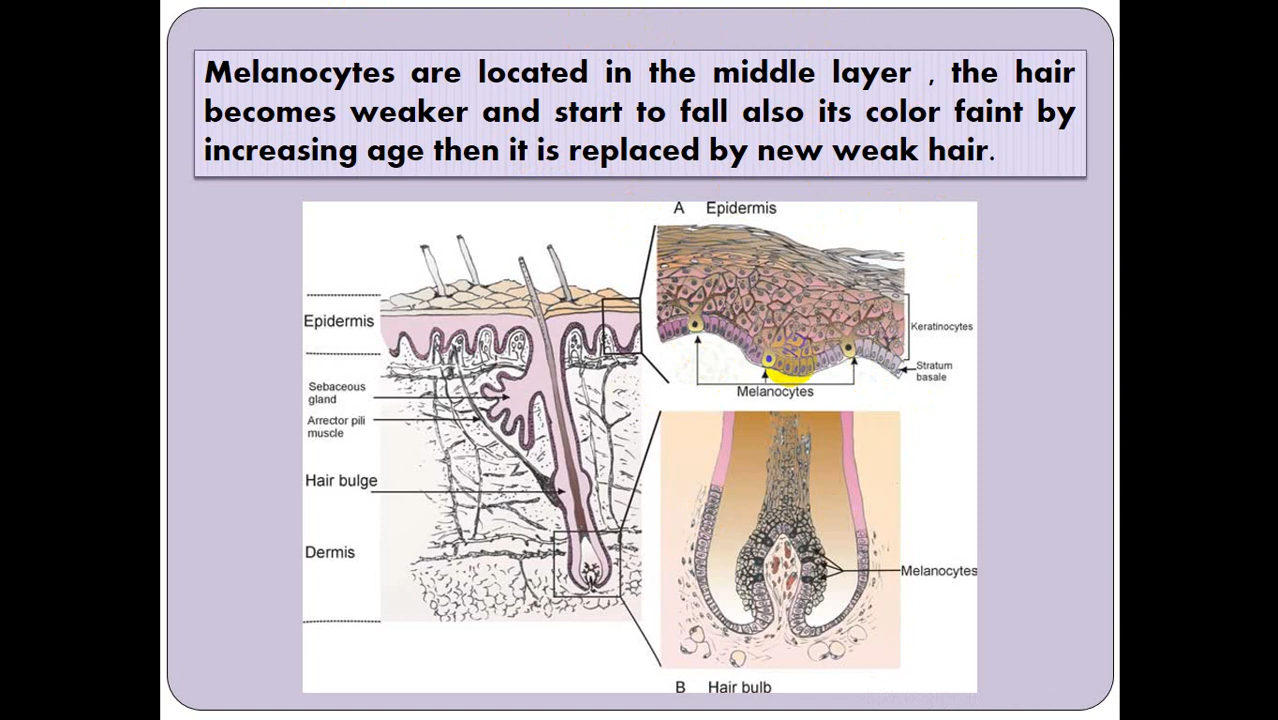 Melanocytes are located in the middle layer , the hair
becomes weaker and start to fall also its color faint by
increasing age then it is replaced by new weak hair.
A Epidermis
Epidermis
Keratinocytes
Stratum
basale
Sebaceous
gland
Melanocytes
Arrector pili
muscle
Hair bulge
Dermis
Melanocytes
B Hair bulb